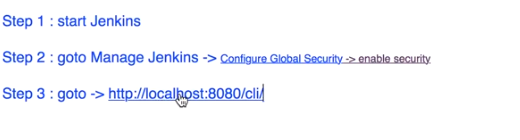 Step 1 : start Jenkins
Step 2 : goto Manage Jenkins -> Configure Global Security -> enable security
Step 3 : goto -> http://localhost:8080/cli/